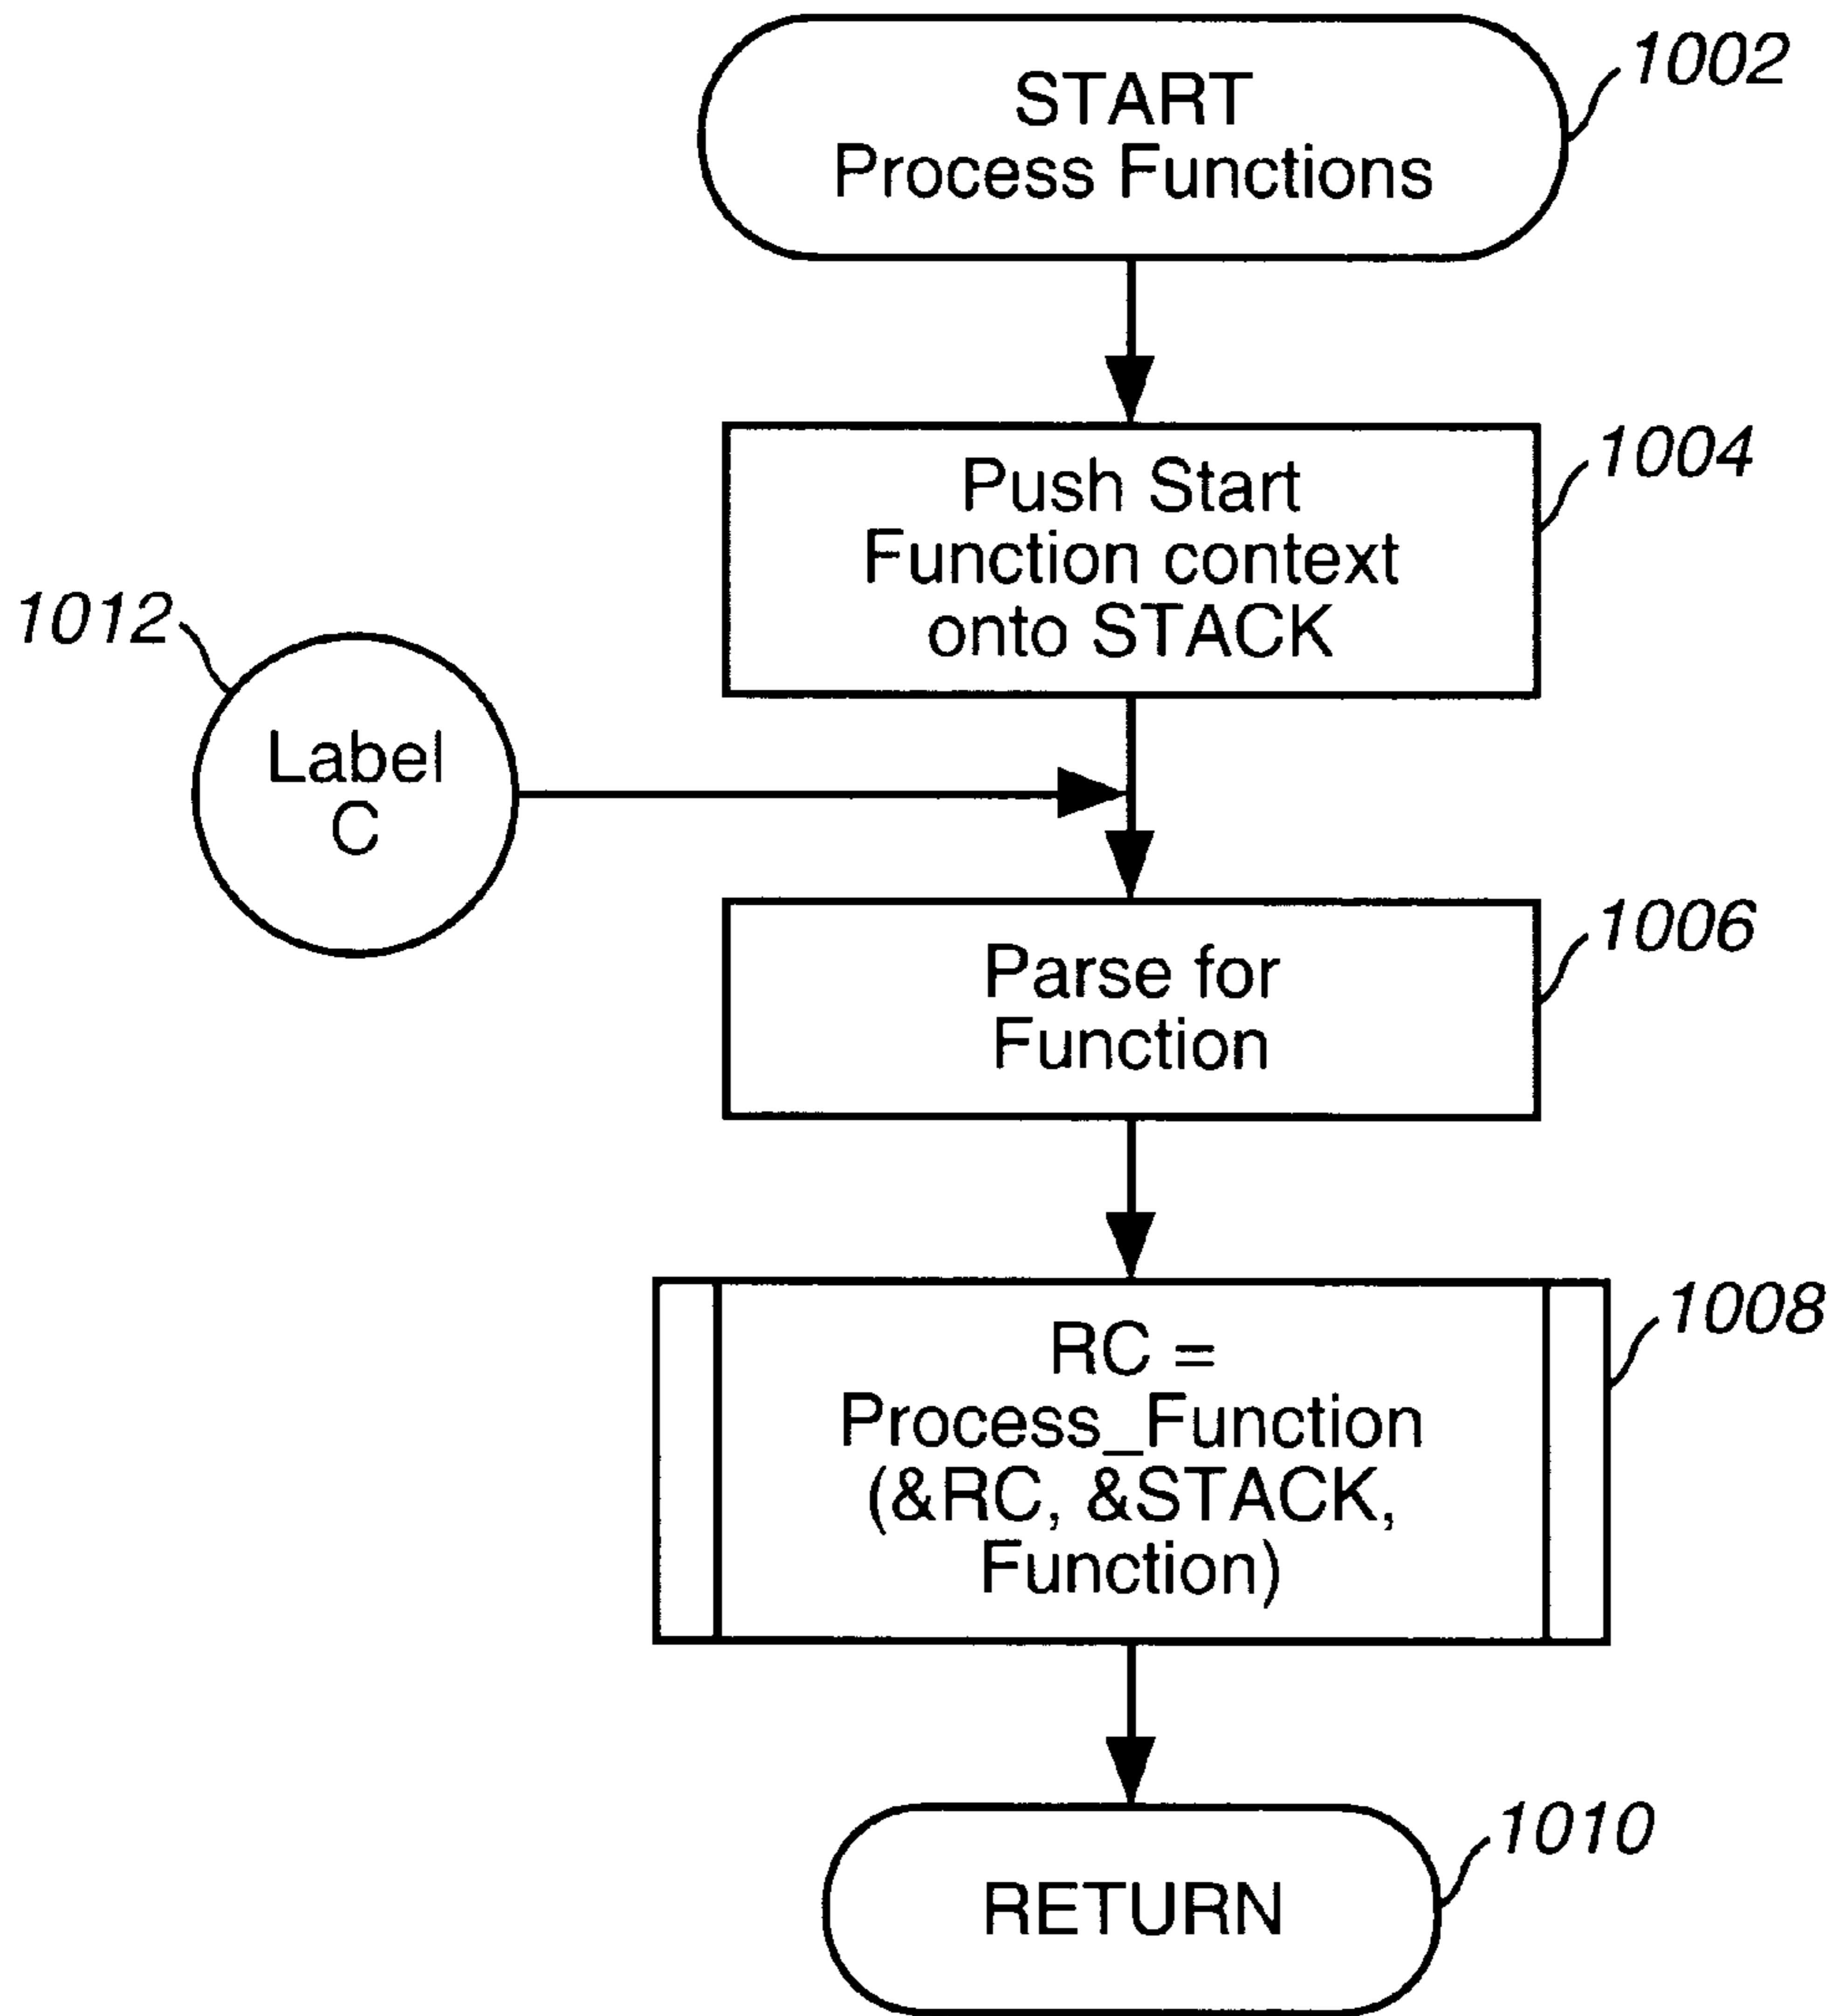 START
Process Functions
1002
Push Start
Function context
onto STACK
1004
1012
Label
C
Parse for
Function
1006
RC =
Process_Function
(&RC, &STACK,
Function)
1008
RETURN
1010